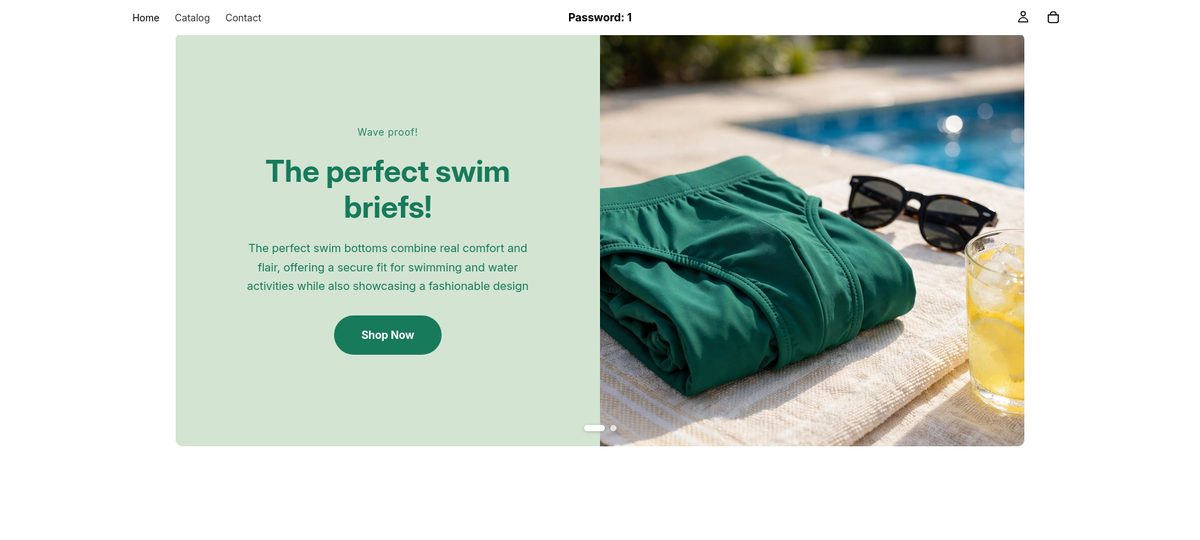 Home Catalog Contact Password: 1
Wave proof!
The perfect swim
briefs!
The perfect swim bottoms combine real comfort and
flair, offering a secure fit for swimming and water
activities while also showcasing a fashionable design
Shop Now